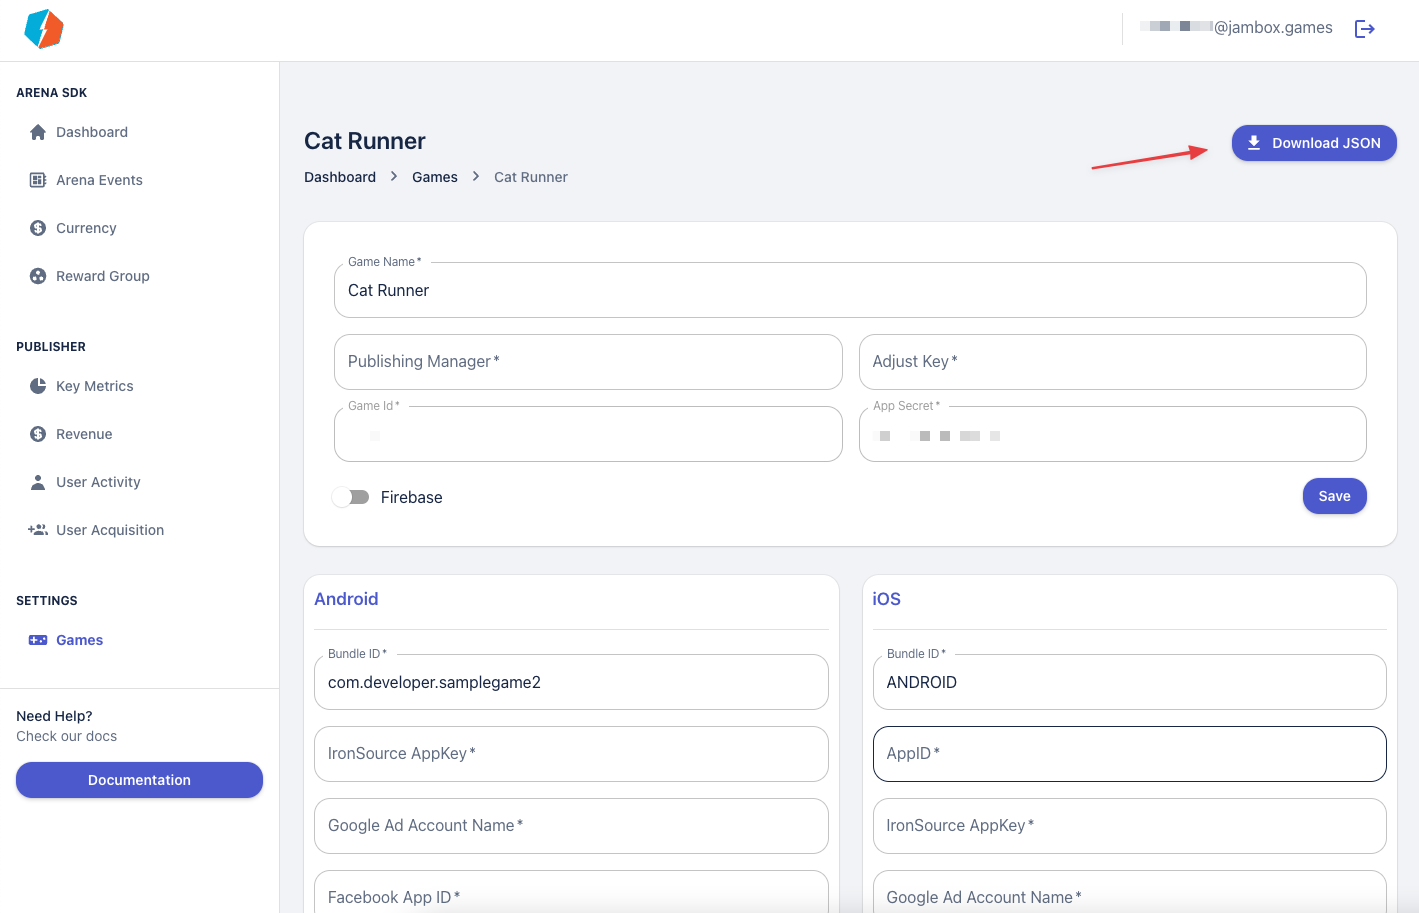 @jambox.games
ARENA SDK
Dashboard
Arena Events
Currency
Reward Group
PUBLISHER
Key Metrics
Revenue
User Activity
User Acquisition
SETTINGS
Games
Need Help?
Check our docs
Documentation
Cat Runner
Dashboard > Games > Cat Runner
Download JSON
Game Name *
Cat Runner
Publishing Manager *
Adjust Key *
Game Id *
App Secret *
Firebase
Save
Android
Bundle ID *
com.developer.samplegame2
IronSource AppKey *
Google Ad Account Name *
Facebook App ID *
iOS
Bundle ID *
ANDROID
AppID *
IronSource AppKey *
Google Ad Account Name *